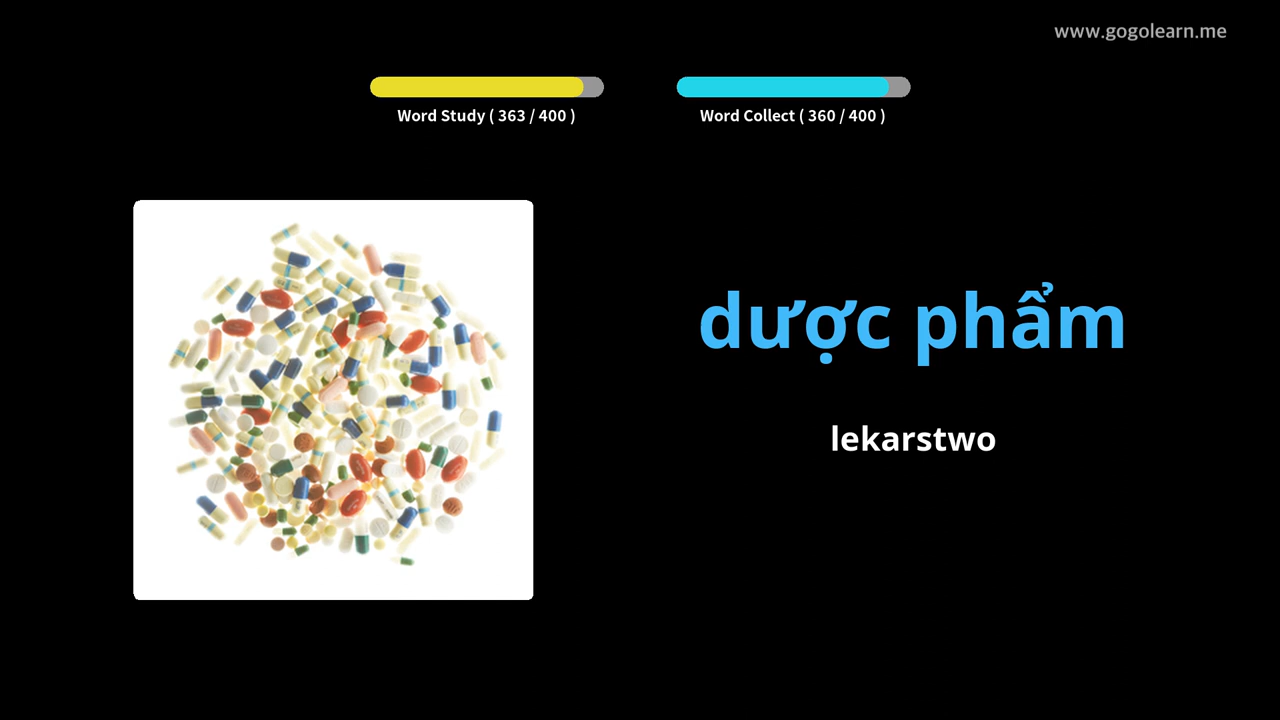 www.gogolearn.me
Word Study ( 363 / 400 )
Word Collect ( 360 / 400 )
dược phẩm
lekarstwo